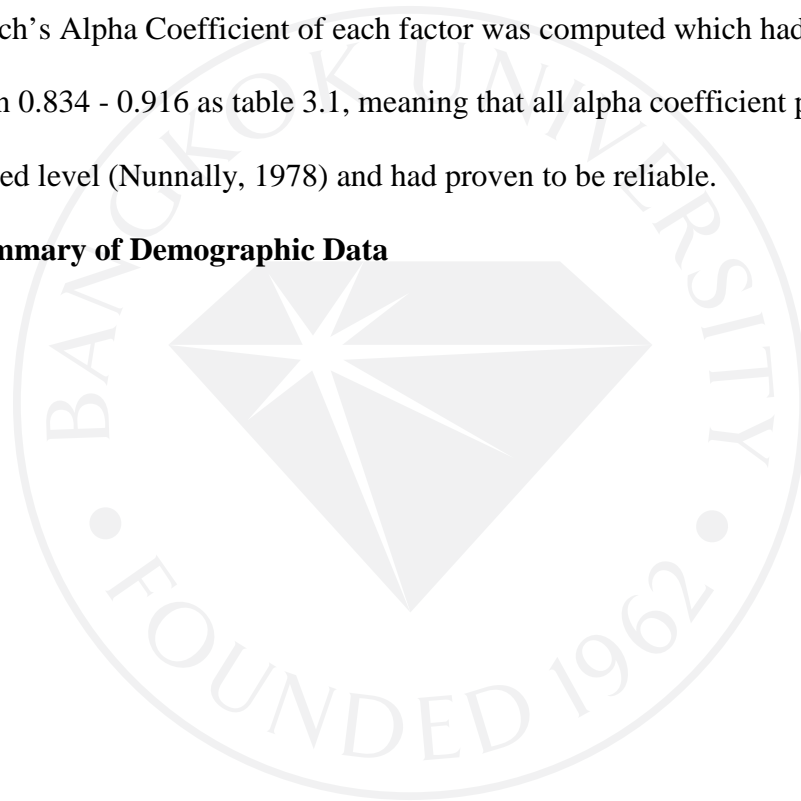 ch’s Alpha Coefficient of each factor was computed which had
n 0.834 - 0.916 as table 3.1, meaning that all alpha coefficient p
ed level (Nunnally, 1978) and had proven to be reliable.
mmary of Demographic Data
BANGKOK UNIVERSITY
• FOUNDED 1962 •